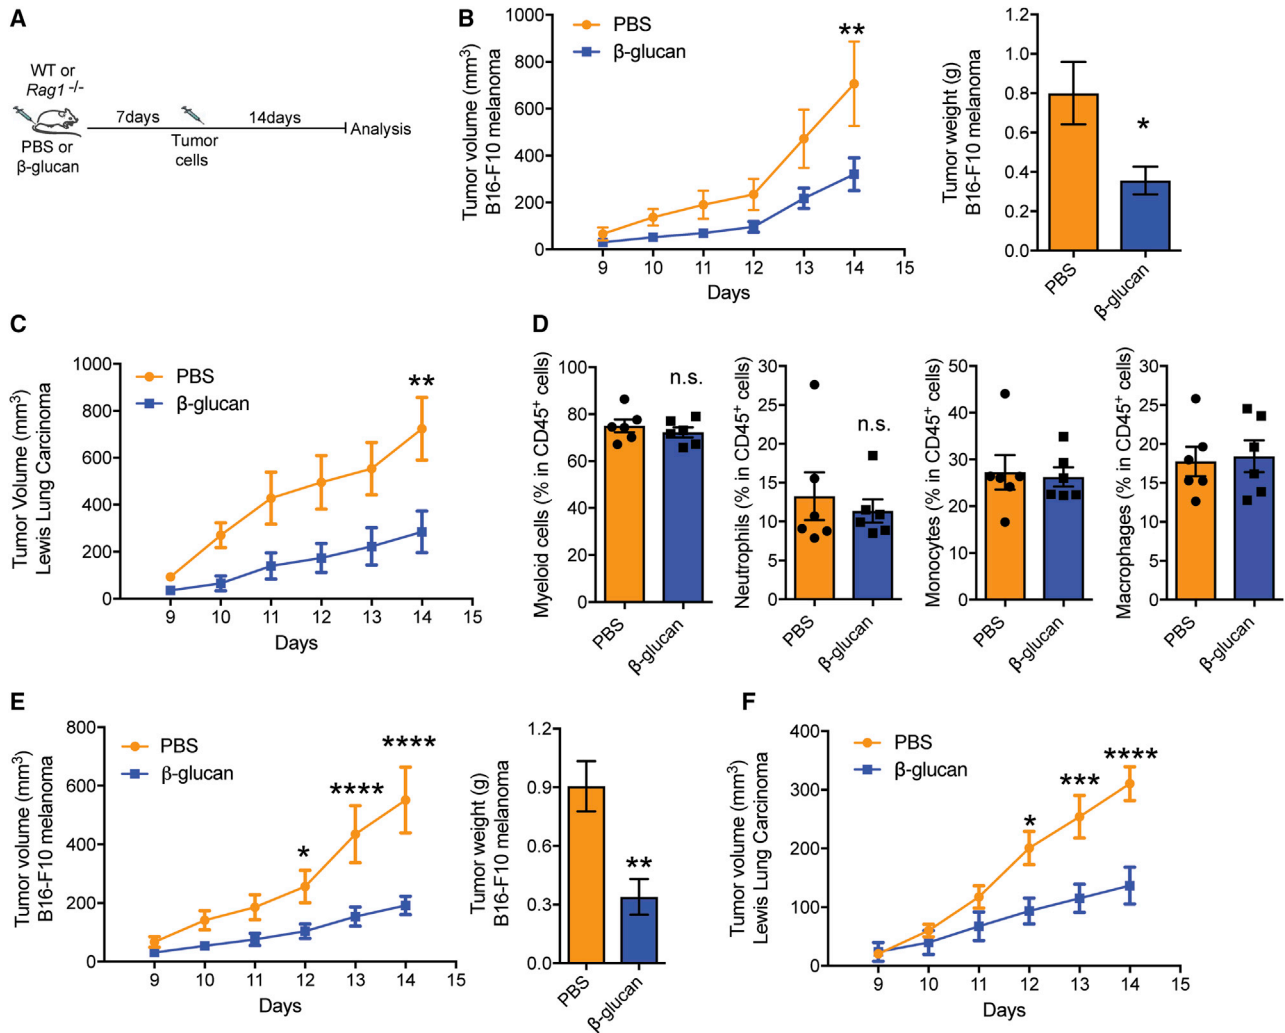 A
WT or
Rag1 -/-
PBS or
β-glucan
7days
Tumor
cells
14days
Analysis
B
Tumor volume (mm3)
B16-F10 melanoma
1000
800
600
400
200
0
PBS
β-glucan
**
9 10 11 12 13 14 15
Days
Tumor weight (g)
B16-F10 melanoma
1.2
1.0
0.8
0.6
0.4
0.2
0.0
*
PBS
β-glucan
C
Tumor Volume (mm3)
Lewis Lung Carcinoma
1000
800
600
400
200
0
PBS
β-glucan
**
9 10 11 12 13 14 15
Days
D
Myeloid cells (% in CD45+ cells)
100
80
60
40
20
0
n.s.
PBS
β-glucan
Neutrophils (% in CD45+ cells)
30
25
20
15
10
5
0
n.s.
PBS
β-glucan
Monocytes (% in CD45+ cells)
50
40
30
20
10
0
PBS
β-glucan
Macrophages (% in CD45+ cells)
30
25
20
15
10
5
0
PBS
β-glucan
E
Tumor volume (mm3)
B16-F10 melanoma
800
600
400
200
0
PBS
β-glucan
*
****
****
9 10 11 12 13 14 15
Days
Tumor weight (g)
B16-F10 melanoma
1.2
0.9
0.6
0.3
0.0
**
PBS
β-glucan
F
Tumor volume (mm3)
Lewis Lung Carcinoma
400
300
200
100
0
PBS
β-glucan
*
***
****
9 10 11 12 13 14 15
Days